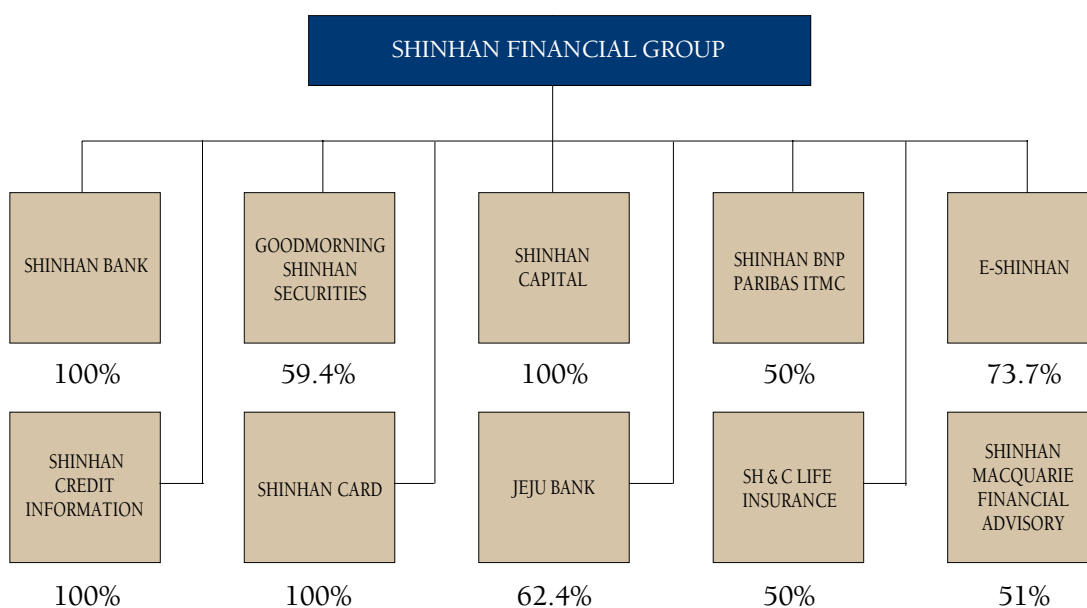 SHINHAN FINANCIAL GROUP
SHINHAN BANK
GOODMORNING
SHINHAN
SECURITIES
SHINHAN
CAPITAL
SHINHAN BNP
PARIBAS ITMC
E-SHINHAN
100%
59.4%
100%
50%
73.7%
SHINHAN
CREDIT
INFORMATION
SHINHAN CARD
JEJU BANK
SH & C LIFE
INSURANCE
SHINHAN
MACQUARIE
FINANCIAL
ADVISORY
100%
100%
62.4%
50%
51%